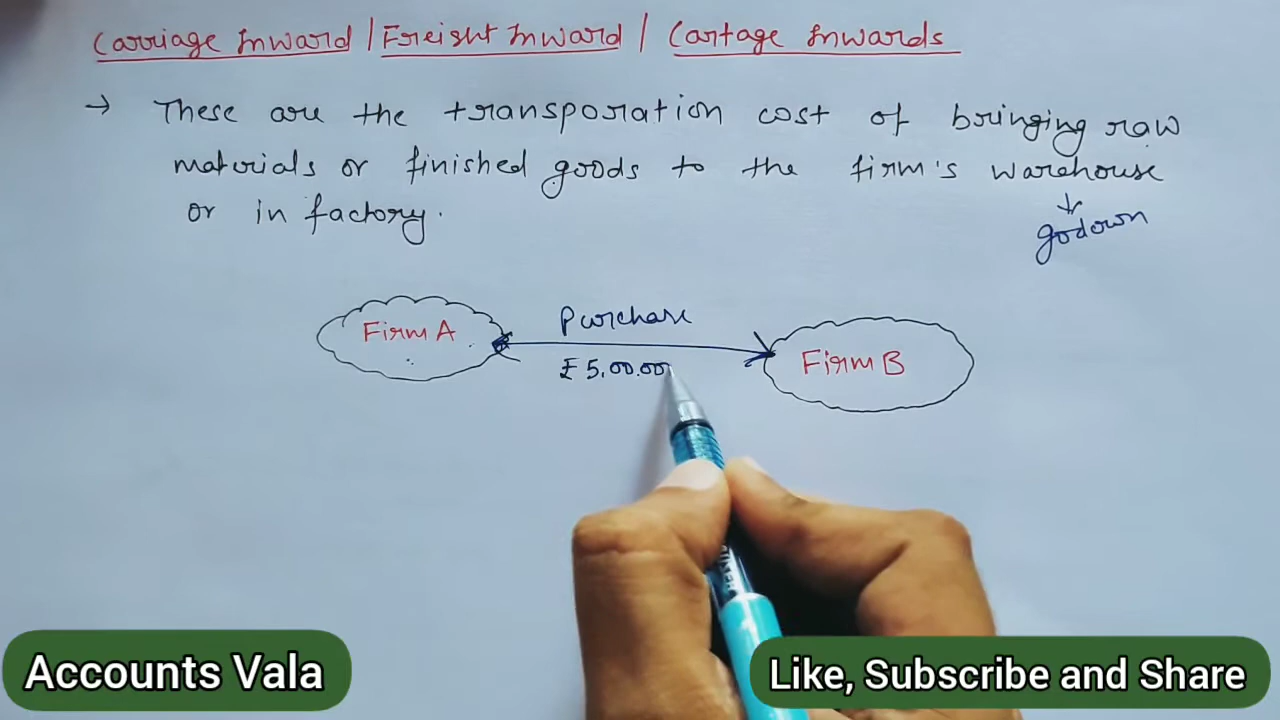 Carriage Inward / Freight Inward / Cartage Inwards
→ These are the transporation cost of bringing raw
materials or finished goods to the firm's warehouse
or in factory.
godown
Firm A
Purchase
₹ 5,00,000
Firm B
Accounts Vala
Like, Subscribe and Share